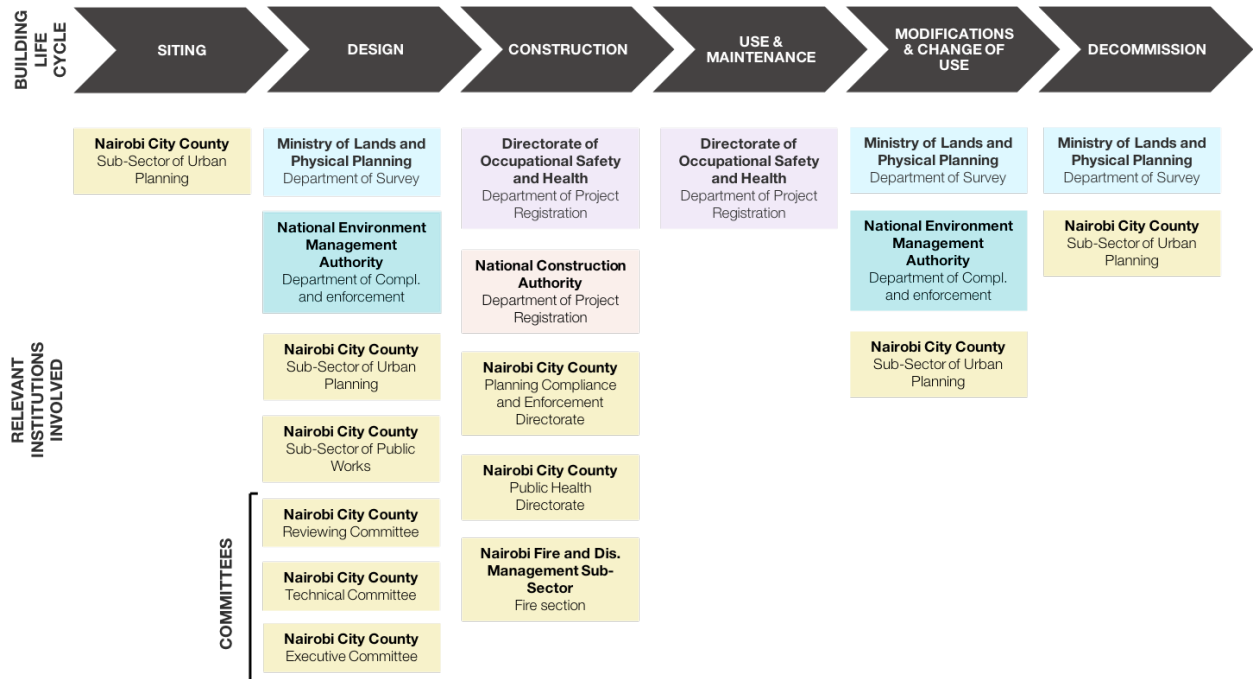 BUILDING
LIFE
CYCLE
SITING
DESIGN
CONSTRUCTION
USE &
MAINTENANCE
MODIFICATIONS
& CHANGE OF
USE
DECOMMISSION
RELEVANT
INSTITUTIONS
INVOLVED
Nairobi City County
Sub-Sector of Urban
Planning
Ministry of Lands and
Physical Planning
Department of Survey
National Environment
Management
Authority
Department of Compl.
and enforcement
Nairobi City County
Sub-Sector of Urban
Planning
Nairobi City County
Sub-Sector of Public
Works
COMMITTEES
Nairobi City County
Reviewing Committee
Nairobi City County
Technical Committee
Nairobi City County
Executive Committee
Directorate of
Occupational Safety
and Health
Department of Project
Registration
National Construction
Authority
Department of Project
Registration
Nairobi City County
Planning Compliance
and Enforcement
Directorate
Nairobi City County
Public Health
Directorate
Nairobi Fire and Dis.
Management Sub-
Sector
Fire section
Directorate of
Occupational Safety
and Health
Department of Project
Registration
Ministry of Lands and
Physical Planning
Department of Survey
National Environment
Management
Authority
Department of Compl.
and enforcement
Nairobi City County
Sub-Sector of Urban
Planning
Ministry of Lands and
Physical Planning
Department of Survey
Nairobi City County
Sub-Sector of Urban
Planning